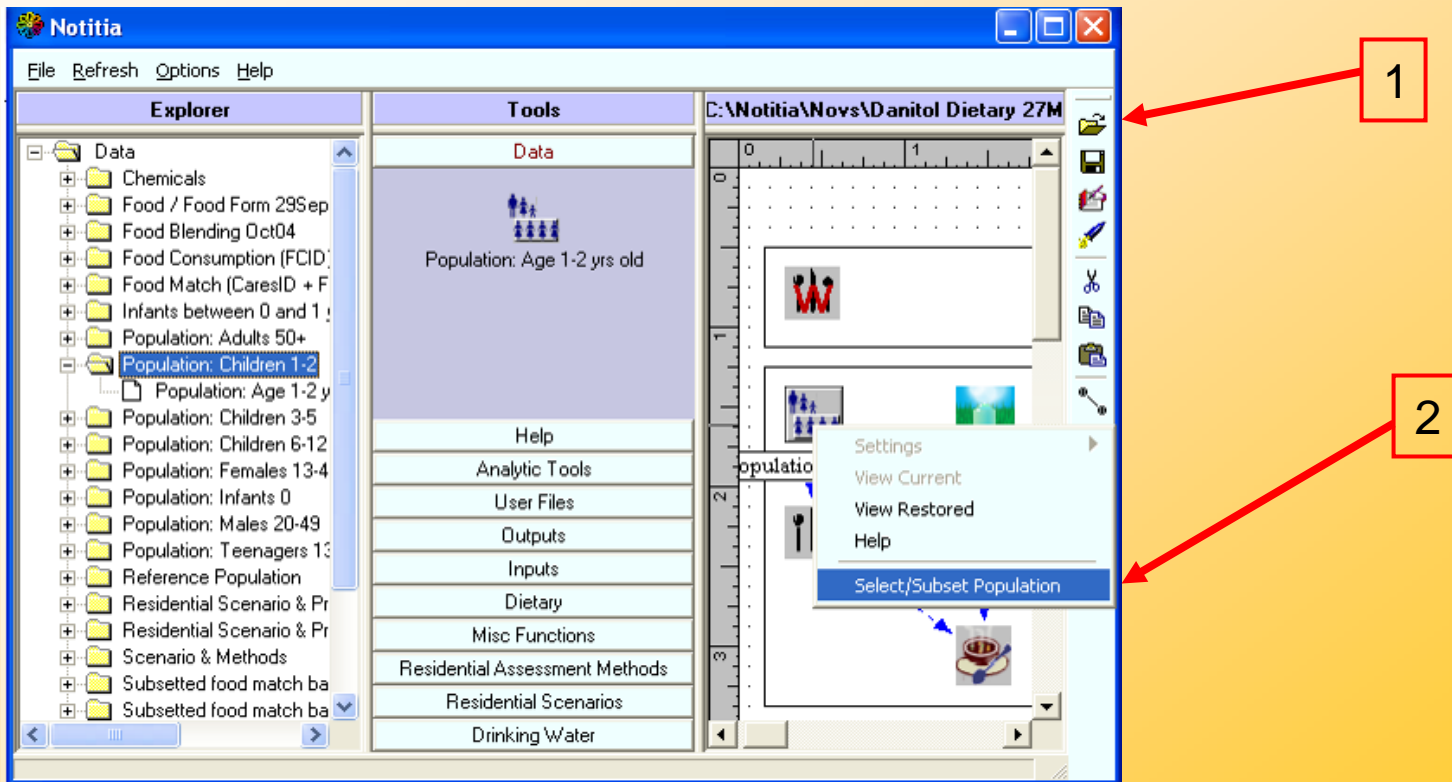 Notitia
File Refresh Options Help
Explorer
Data
Chemicals
Food / Food Form 29Sep
Food Blending Oct04
Food Consumption (FCID)
Food Match (CaresID + F
Infants between 0 and 1
Population: Adults 50+
Population: Children 1-2
Population: Age 1-2 y
Population: Children 3-5
Population: Children 6-12
Population: Females 13-4
Population: Infants 0
Population: Males 20-49
Population: Teenagers 13
Reference Population
Residential Scenario & Pr
Residential Scenario & Pr
Scenario & Methods
Subsetted food match ba
Subsetted food match ba
Tools
Data
Population: Age 1-2 yrs old
Help
Analytic Tools
User Files
Outputs
Inputs
Dietary
Misc Functions
Residential Assessment Methods
Residential Scenarios
Drinking Water
C:\Notitia\Novs\Danitol Dietary 27M
0 1
0
1
2
3
opulatio
Settings
View Current
View Restored
Help
Select/Subset Population
1
2